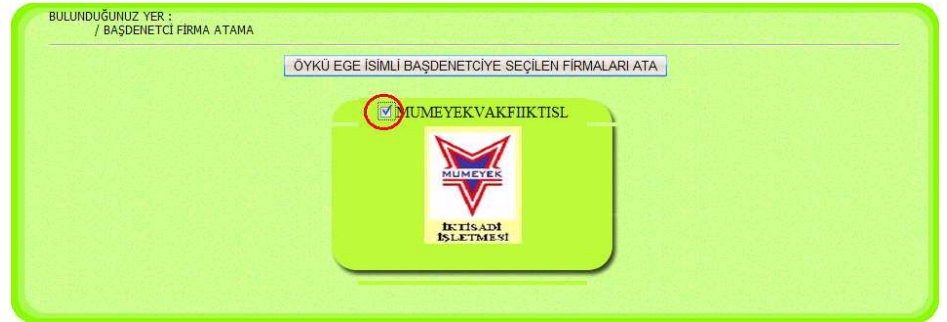 BULUNDUĞUNUZ YER :
/ BAŞDENETCİ FİRMA ATAMA
ÖYKÜ EGE İSİMLİ BAŞDENETCİYE SEÇİLEN FİRMALARI ATA
MUMEYEKVAKFIIKTISL
MUMEYEK
İKTİSADİ
İŞLETMESİ